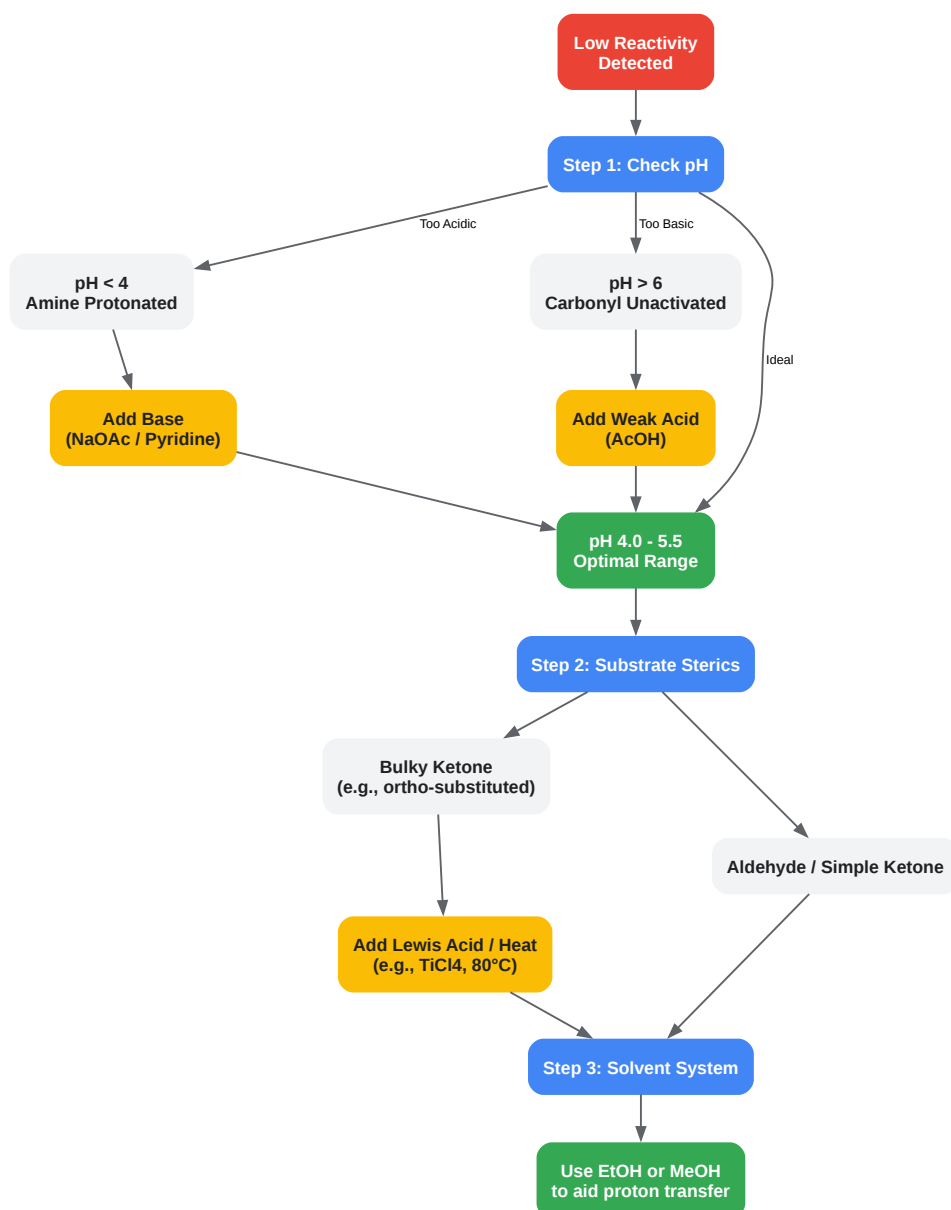 Low Reactivity
Detected
Step 1: Check pH
Too Acidic
Too Basic
pH < 4
Amine Protonated
pH > 6
Carbonyl Unactivated
Ideal
Add Base
(NaOAc / Pyridine)
Add Weak Acid
(AcOH)
pH 4.0 - 5.5
Optimal Range
Step 2: Substrate Sterics
Bulky Ketone
(e.g., ortho-substituted)
Aldehyde / Simple Ketone
Add Lewis Acid / Heat
(e.g., TiCl4, 80°C)
Step 3: Solvent System
Use EtOH or MeOH
to aid proton transfer